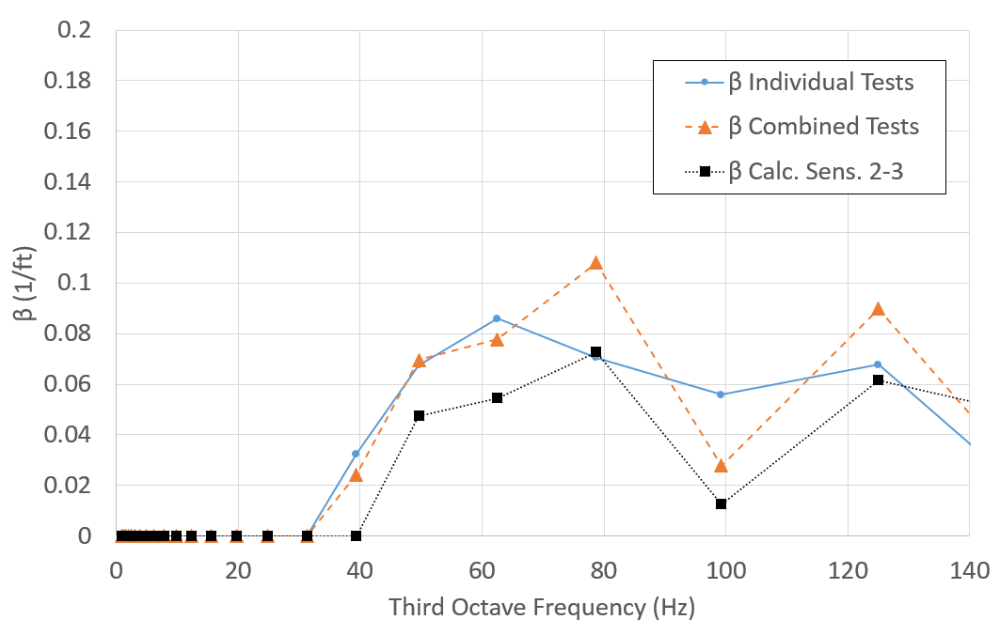 0.2
0.18
0.16
0.14
0.12
0.1
0.08
0.06
0.04
0.02
0
β (1/ft)
β Individual Tests
β Combined Tests
β Calc. Sens. 2-3
0 20 40 60 80 100 120 140
Third Octave Frequency (Hz)